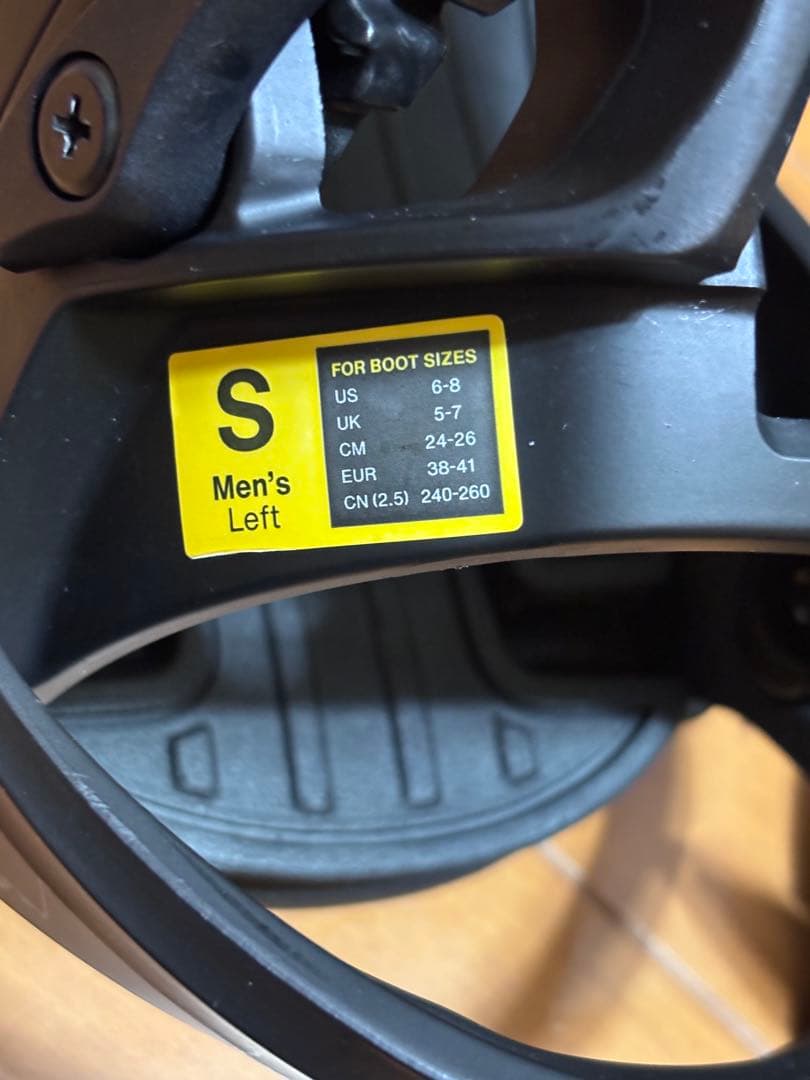 S
Men's
Left
FOR BOOT SIZES
US 6-8
UK 5-7
CM 24-26
EUR 38-41
CN (2.5) 240-260